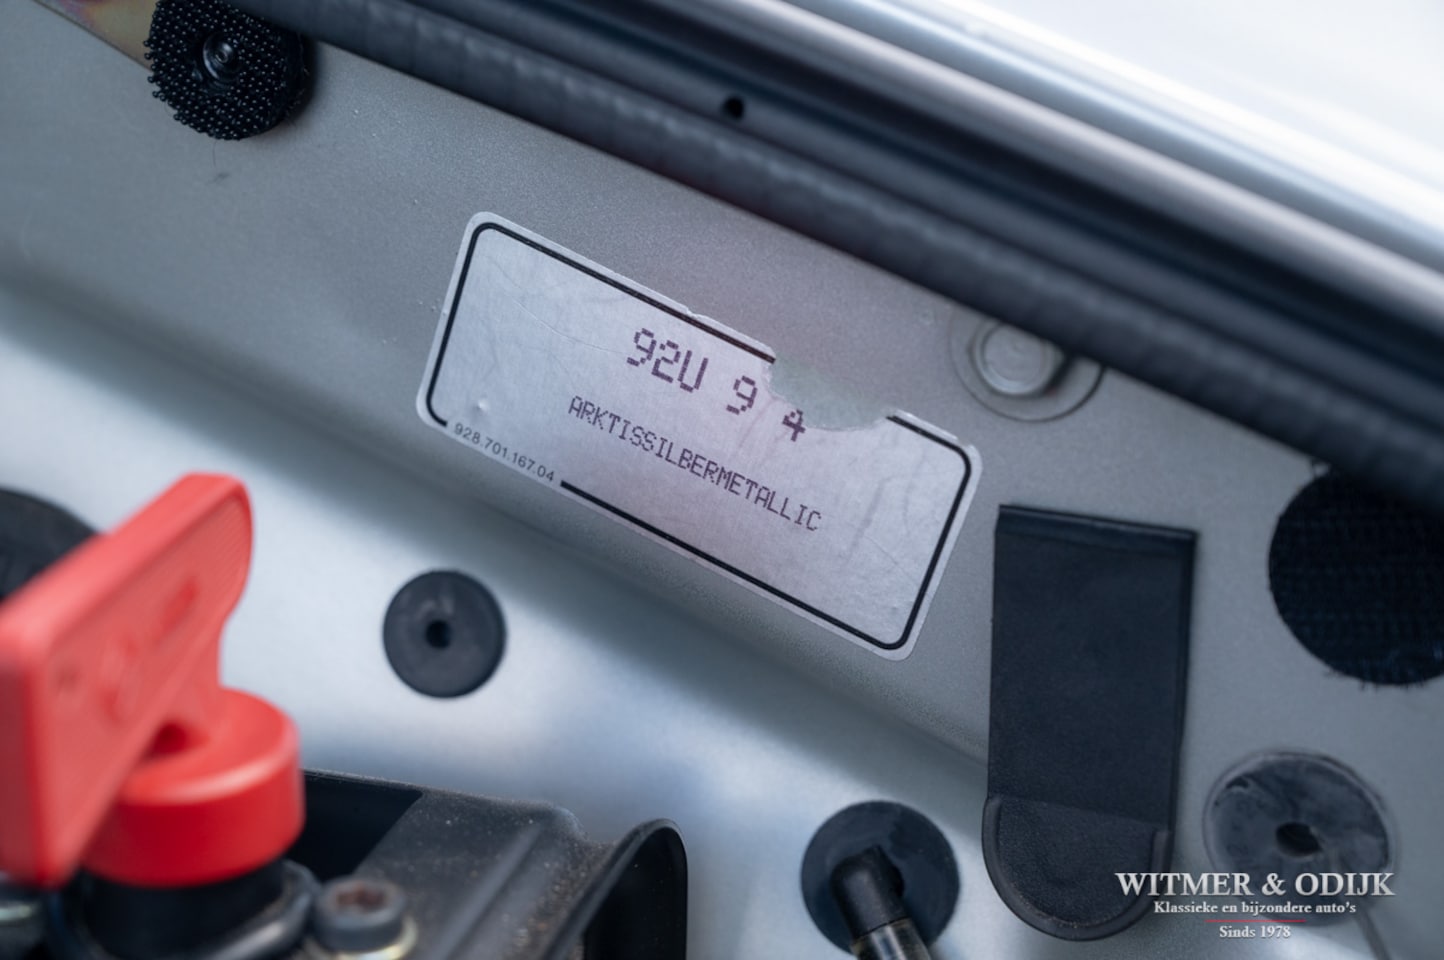 92U 9 4
ARKTISSILBERMETALLIC
928.701.167.04
WITMER & ODIJK
Klassieke en bijzondere auto's
Sinds 1978